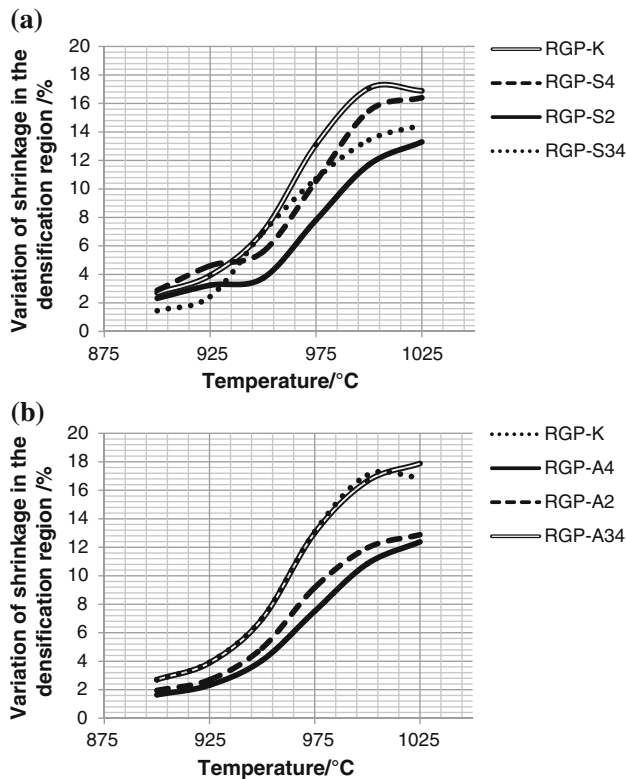 (a)
Variation of shrinkage in the
densification region /%
20
18
16
14
12
10
8
6
4
2
0
875
925
975
1025
Temperature/°C
RGP-K
RGP-S4
RGP-S2
RGP-S34
(b)
Variation of shrinkage in the
densification region /%
20
18
16
14
12
10
8
6
4
2
0
875
925
975
1025
Temperature/°C
RGP-K
RGP-A4
RGP-A2
RGP-A34